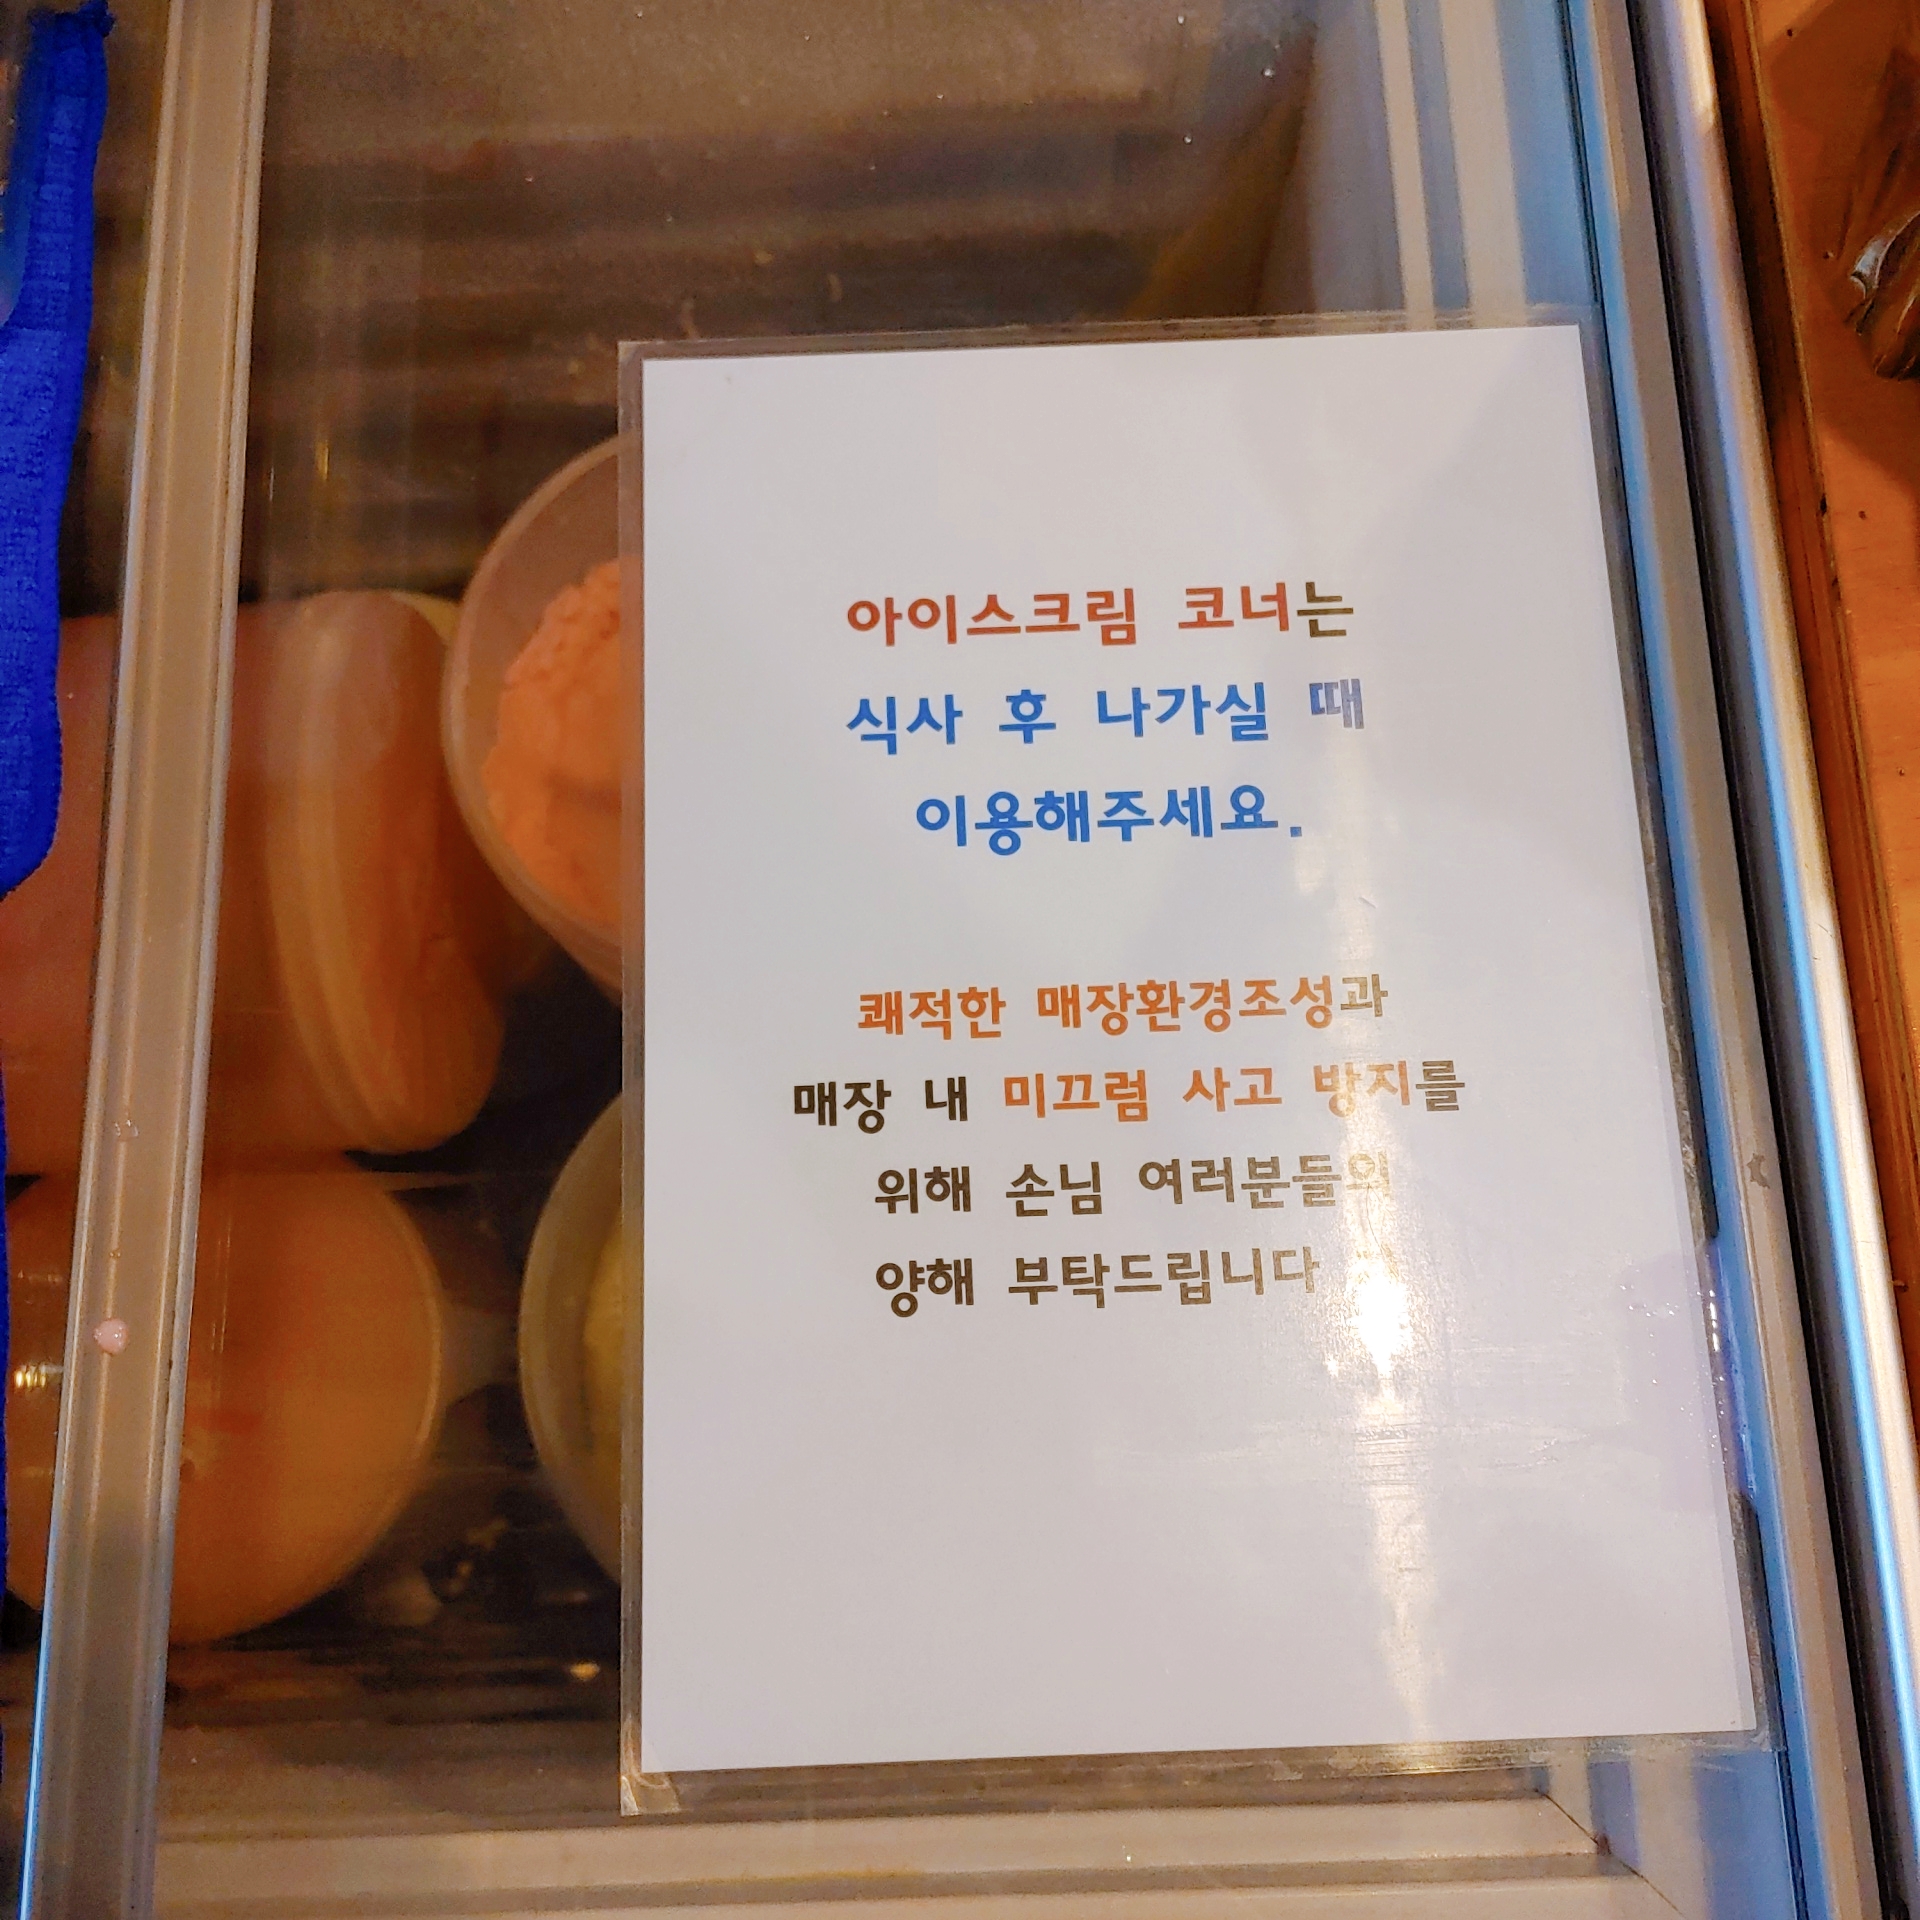 아이스크림 코너는
식사 후 나가실 때
이용해주세요.
쾌적한 매장환경조성과
매장 내 미끄럼 사고 방지를
위해 손님 여러분들의
양해 부탁드립니다